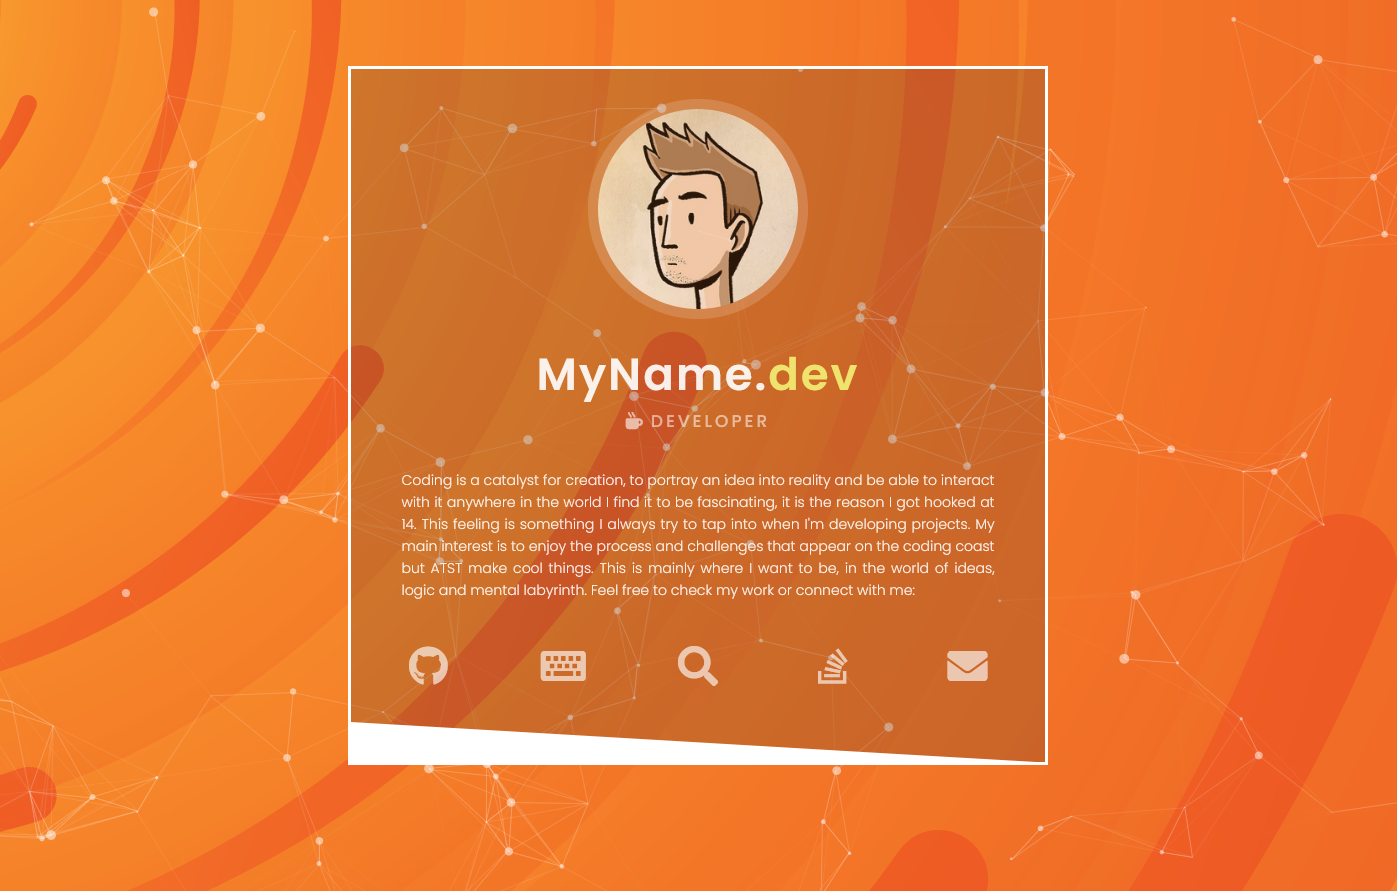 MyName.dev
DEVELOPER
Coding is a catalyst for creation, to portray an idea into reality and be able to interact
with it anywhere in the world I find it to be fascinating, it is the reason I got hooked at
14. This feeling is something I always try to tap into when I'm developing projects. My
main interest is to enjoy the process and challenges that appear on the coding coast
but ATST make cool things. This is mainly where I want to be, in the world of ideas,
logic and mental labyrinth. Feel free to check my work or connect with me: